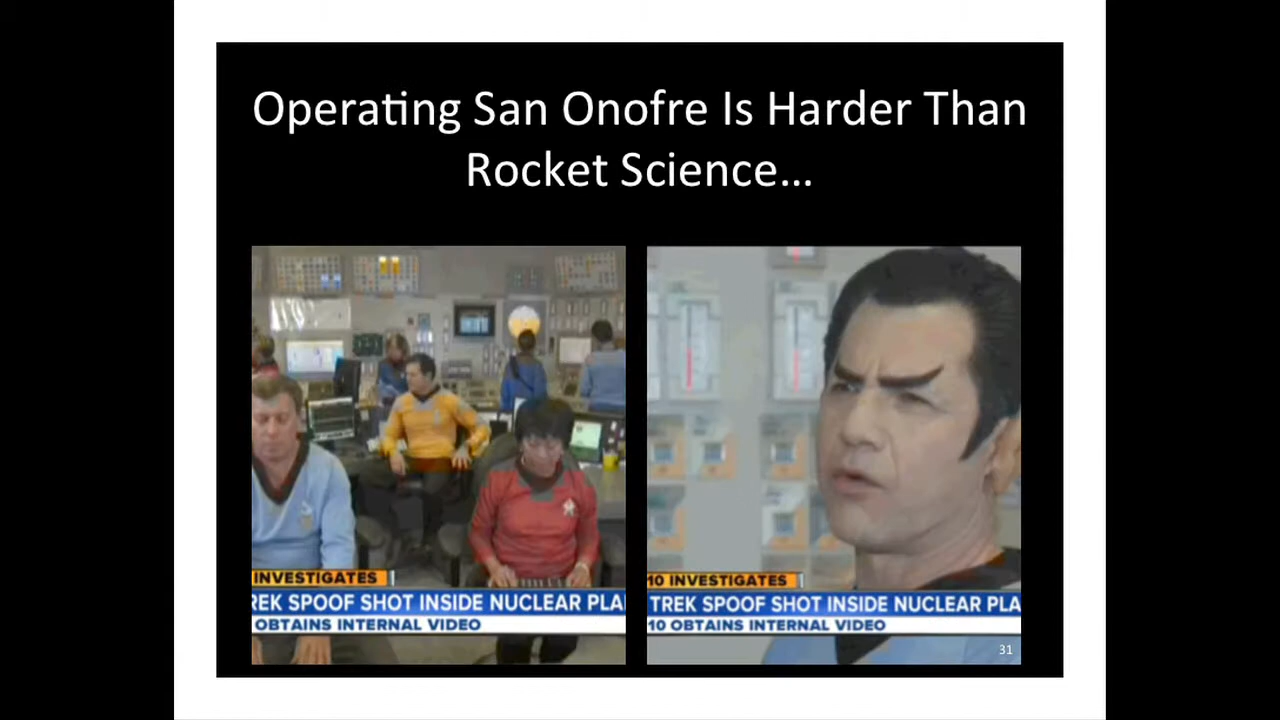 Operating San Onofre Is Harder Than
Rocket Science...
INVESTIGATES
REK SPOOF SHOT INSIDE NUCLEAR PLA
OBTAINS INTERNAL VIDEO
10 INVESTIGATES
TREK SPOOF SHOT INSIDE NUCLEAR PLA
10 OBTAINS INTERNAL VIDEO
31